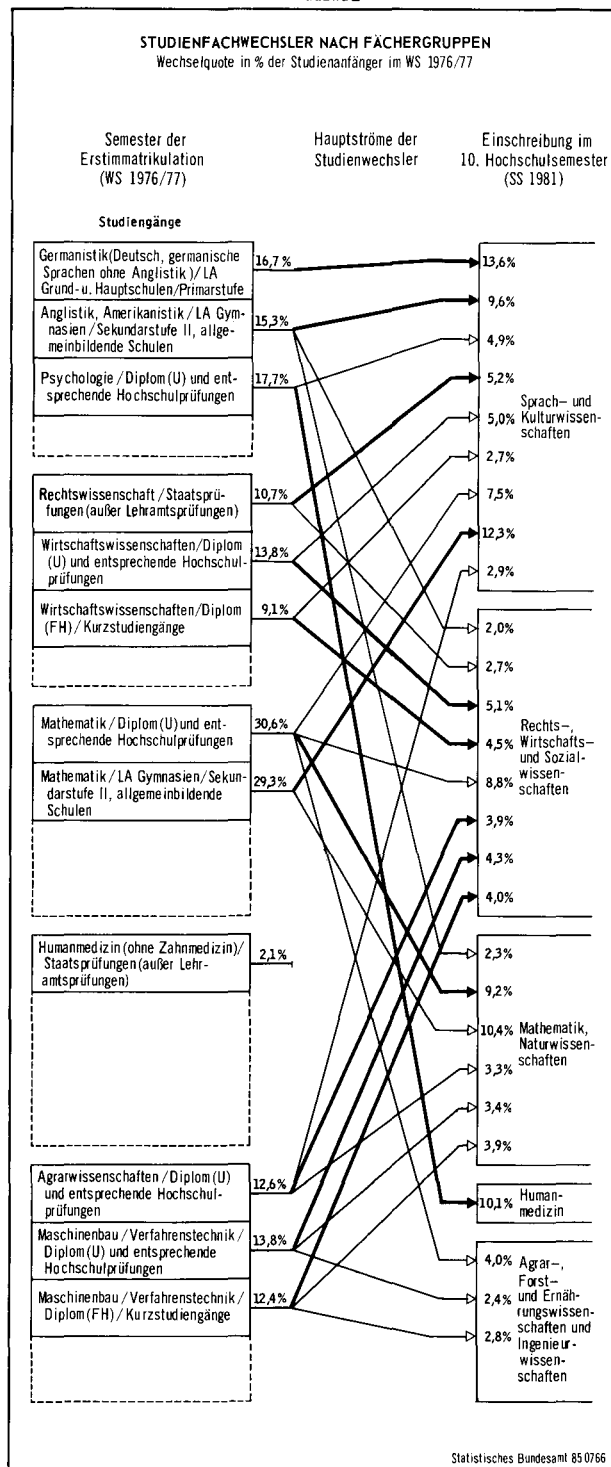 STUDIENFACHWECHSLER NACH FÄCHERGRUPPEN
Wechselquote in % der Studienanfänger im WS 1976/77
Semester der
Erstimmatrikulation
(WS 1976/77)
Hauptströme der
Studienwechsler
Einschreibung im
10. Hochschulsemester
(SS 1981)
Studiengänge
Germanistik (Deutsch, germanische
Sprachen ohne Anglistik) / LA
Grund- u. Hauptschulen/Primarstufe
16,7%
Anglistik, Amerikanistik / LA Gym-
nasien / Sekundarstufe II, allge-
meinbildende Schulen
15,3%
Psychologie / Diplom (U) und ent-
sprechende Hochschulprüfungen
17,7%
Rechtswissenschaft / Staatsprü-
fungen (außer Lehramtsprüfungen)
10,7%
Wirtschaftswissenschaften/Diplom
(U) und entsprechende Hochschul-
prüfungen
13,8%
Wirtschaftswissenschaften/Diplom
(FH) / Kurzstudiengänge
9,1%
Mathematik / Diplom (U) und ent-
sprechende Hochschulprüfungen
30,6%
Mathematik / LA Gymnasien / Sekun-
darstufe II, allgemeinbildende
Schulen
29,3%
Humanmedizin (ohne Zahnmedizin) /
Staatsprüfungen (außer Lehr-
amtsprüfungen)
2,1%
Agrarwissenschaften / Diplom (U)
und entsprechende Hochschul-
prüfungen
12,6%
Maschinenbau / Verfahrenstechnik /
Diplom (U) und entsprechende
Hochschulprüfungen
13,8%
Maschinenbau / Verfahrenstechnik /
Diplom (FH) / Kurzstudiengänge
12,4%
13,6%
9,6%
4,9%
5,2%
5,0%
2,7%
7,5%
12,3%
2,9%
Sprach- und
Kulturwissen-
schaften
2,0%
2,7%
5,1%
4,5%
8,8%
3,9%
4,3%
4,0%
Rechts-,
Wirtschafts-
und Sozial-
wissen-
schaften
2,3%
9,2%
10,4%
3,3%
3,4%
3,9%
Mathematik,
Naturwissen-
schaften
10,1%
Human-
medizin
4,0%
2,4%
2,8%
Agrar-,
Forst-
und Ernäh-
rungswissen-
schaften und
Ingenieur-
wissen-
schaften
Statistisches Bundesamt 85 0766